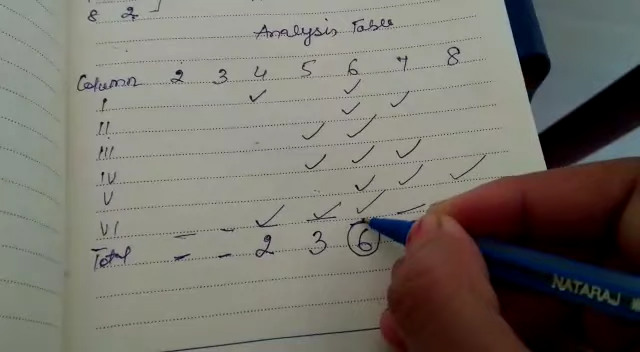 8 2
Analysis Table
Column 2 3 4 5 6 7 8
I ✓ ✓
II ✓ ✓
III ✓ ✓
IV ✓ ✓ ✓
V ✓ ✓ ✓
VI - - ✓ ✓ ✓ -
Total - - 2 3 6
NATARAJ